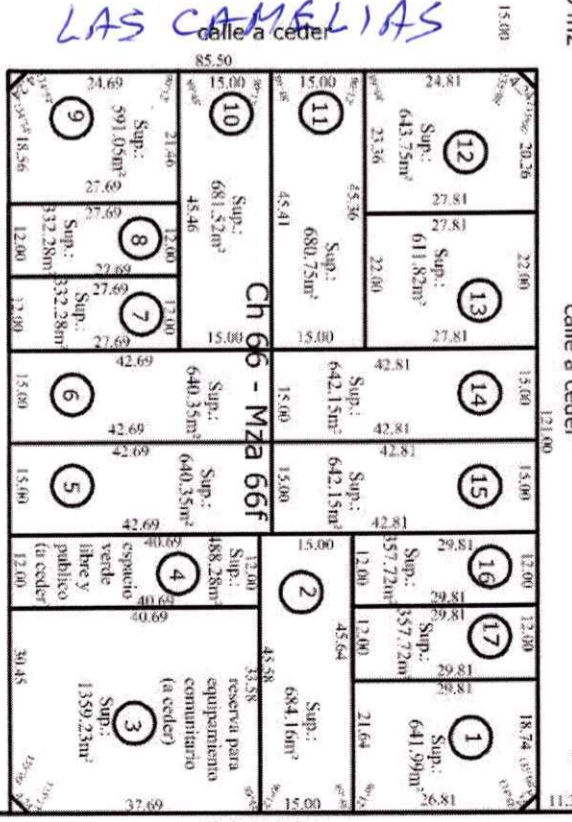 LAS CAMELIAS
calle a ceder
85.50
15.00
m2
calle a ceder
121.00
24.69
15.00
15.00
24.81
9
Sup.:
591.05m²
18.56
21.46
27.69
10
Sup.:
681.52m²
45.46
15.00
11
Sup.:
680.75m²
45.41
45.36
15.00
12
Sup.:
643.75m²
23.36
20.26
27.81
8
Sup.:
332.28m²
27.69
12.00
12.00
27.69
7
Sup.:
332.28m²
27.69
12.00
12.00
27.69
13
Sup.:
611.82m²
27.81
22.00
22.00
27.81
Ch 66 - Mza 66f
6
Sup.:
640.35m²
42.69
15.00
42.69
14
Sup.:
642.15m²
42.81
15.00
15.00
42.81
5
Sup.:
640.35m²
42.69
15.00
42.69
15
Sup.:
642.15m²
42.81
15.00
15.00
42.81
4
Sup.:
488.28m²
espacio
verde
libre y
publico
(a ceder)
40.69
12.00
12.00
40.69
2
Sup.:
684.16m²
15.00
45.64
45.58
15.00
16
Sup.:
357.72m²
29.81
12.00
12.00
29.81
17
Sup.:
357.72m²
29.81
12.00
12.00
29.81
3
reserva para
equipamiento
comunitario
(a ceder)
Sup.:
1359.23m²
40.69
33.58
30.45
37.69
1
Sup.:
641.99m²
29.81
18.74
21.64
26.81